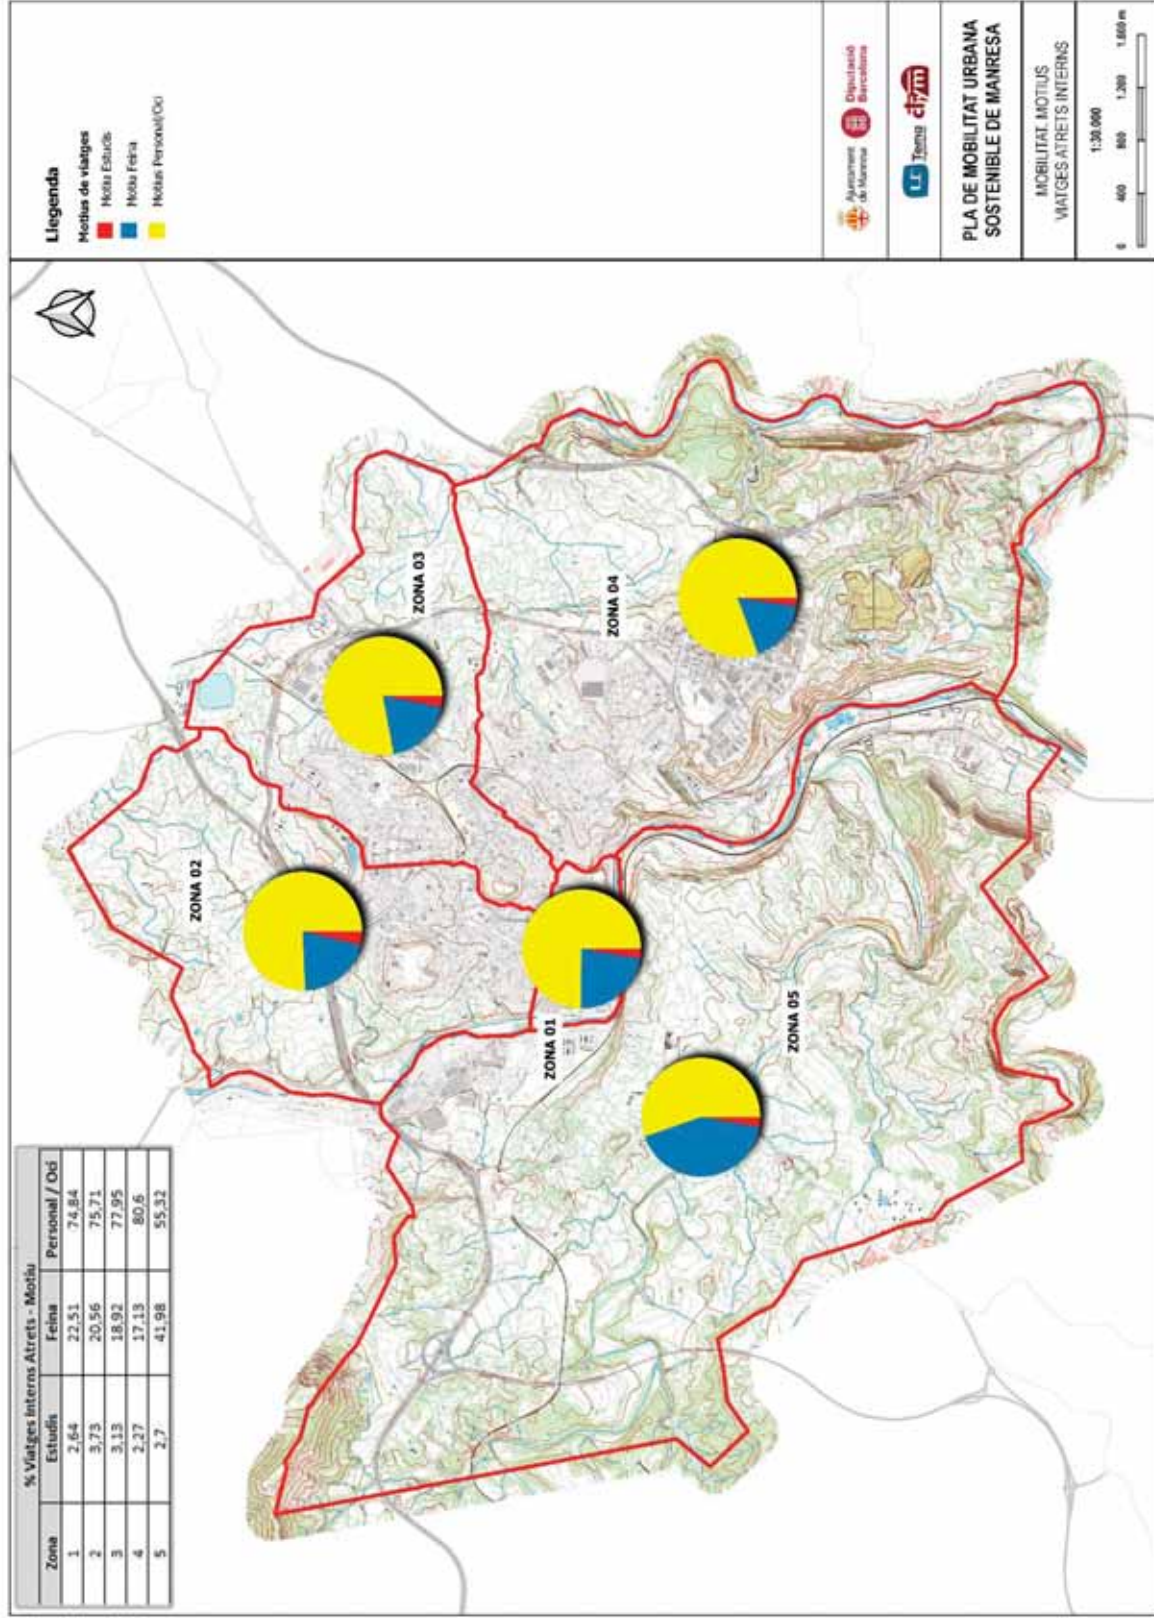 % Viatges Interns Atrets - Motiu
Zona Estudis Feina Personal / Oci
1 2,64 22,51 74,84
2 3,73 20,56 75,71
3 3,13 18,92 77,95
4 2,27 17,13 80,6
5 2,7 41,98 55,32
ZONA 02
ZONA 03
ZONA 01
ZONA 04
ZONA 05
Llegenda
Motius de viatges
Motiu Estudis
Motiu Feina
Motius Personal/Oci
Ajuntament
de Manresa
Diputació
Barcelona
Tema
PLA DE MOBILITAT URBANA
SOSTENIBLE DE MANRESA
MOBILITAT. MOTIUS
VIATGES ATRETS INTERNS
1:30.000
0 400 800 1.200 1.600 m